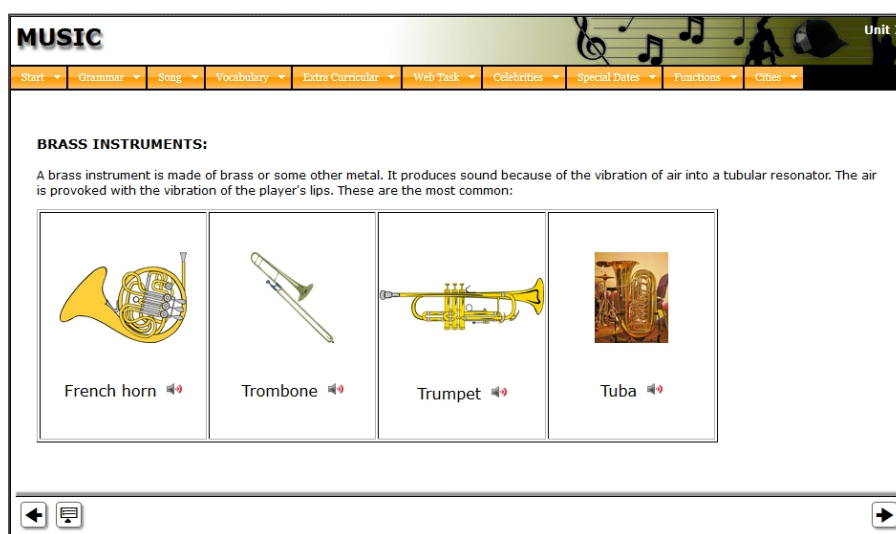 MUSIC
Unit
Start Grammar Song Vocabulary Extra Curricular Web Task Celebrities Special Dates Functions Cities
BRASS INSTRUMENTS:
A brass instrument is made of brass or some other metal. It produces sound because of the vibration of air into a tubular resonator. The air
is provoked with the vibration of the player's lips. These are the most common:
French horn Trombone Trumpet Tuba